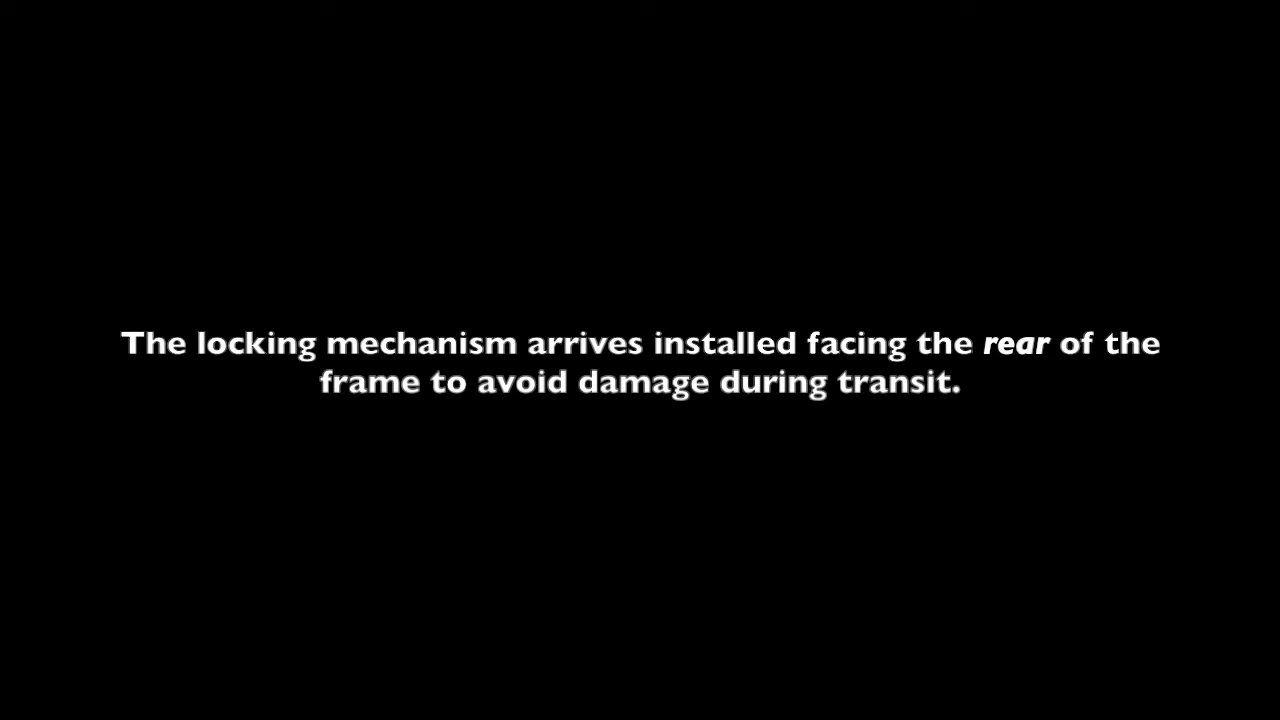 The locking mechanism arrives installed facing the rear of the
frame to avoid damage during transit.